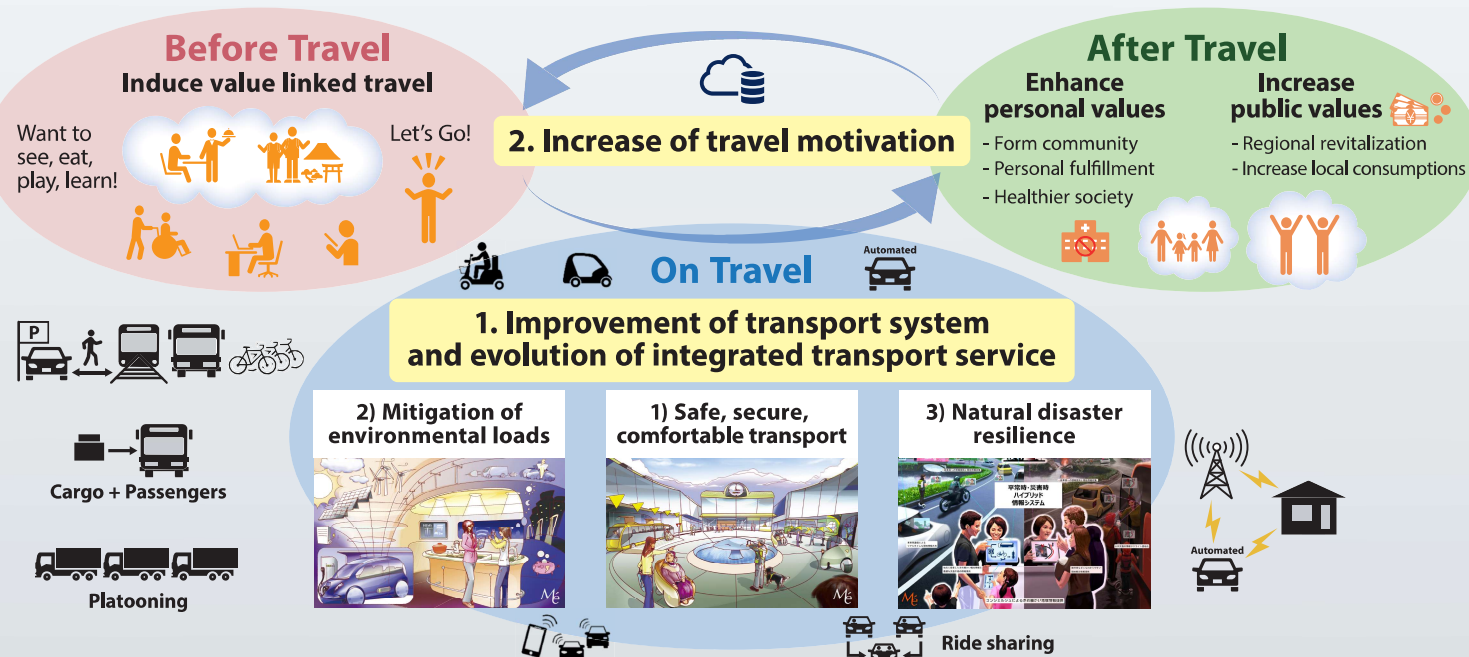 Before Travel
Induce value linked travel
Want to
see, eat,
play, learn!
Let's Go!
2. Increase of travel motivation
After Travel
Enhance
personal values
- Form community
- Personal fulfillment
- Healthier society
Increase
public values
- Regional revitalization
- Increase local consumptions
On Travel
Automated
1. Improvement of transport system
and evolution of integrated transport service
P
Cargo + Passengers
Platooning
2) Mitigation of
environmental loads
1) Safe, secure,
comfortable transport
3) Natural disaster
resilience
平常時・災害時
ハイブリッド
情報システム
Automated
Ride sharing